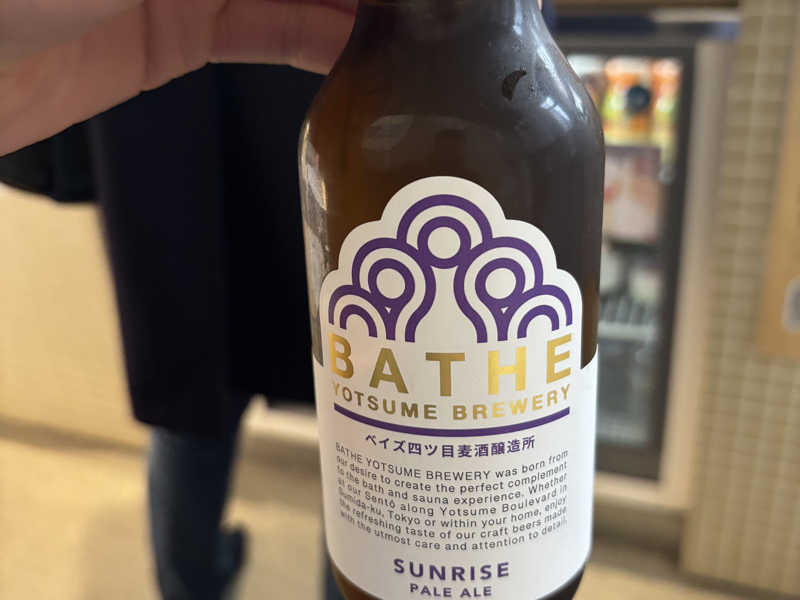 BATHE
YOTSUME BREWERY
ベイズ四ツ目麦酒醸造所
BATHE YOTSUME BREWERY was born from
our desire to create the perfect complement
to the bath and sauna experience. Whether
at our Sentō along Yotsume Boulevard in
Sumida-ku, Tokyo or within your home, enjoy
the refreshing taste of our craft beers made
with the utmost care and attention to detail.
SUNRISE
PALE ALE